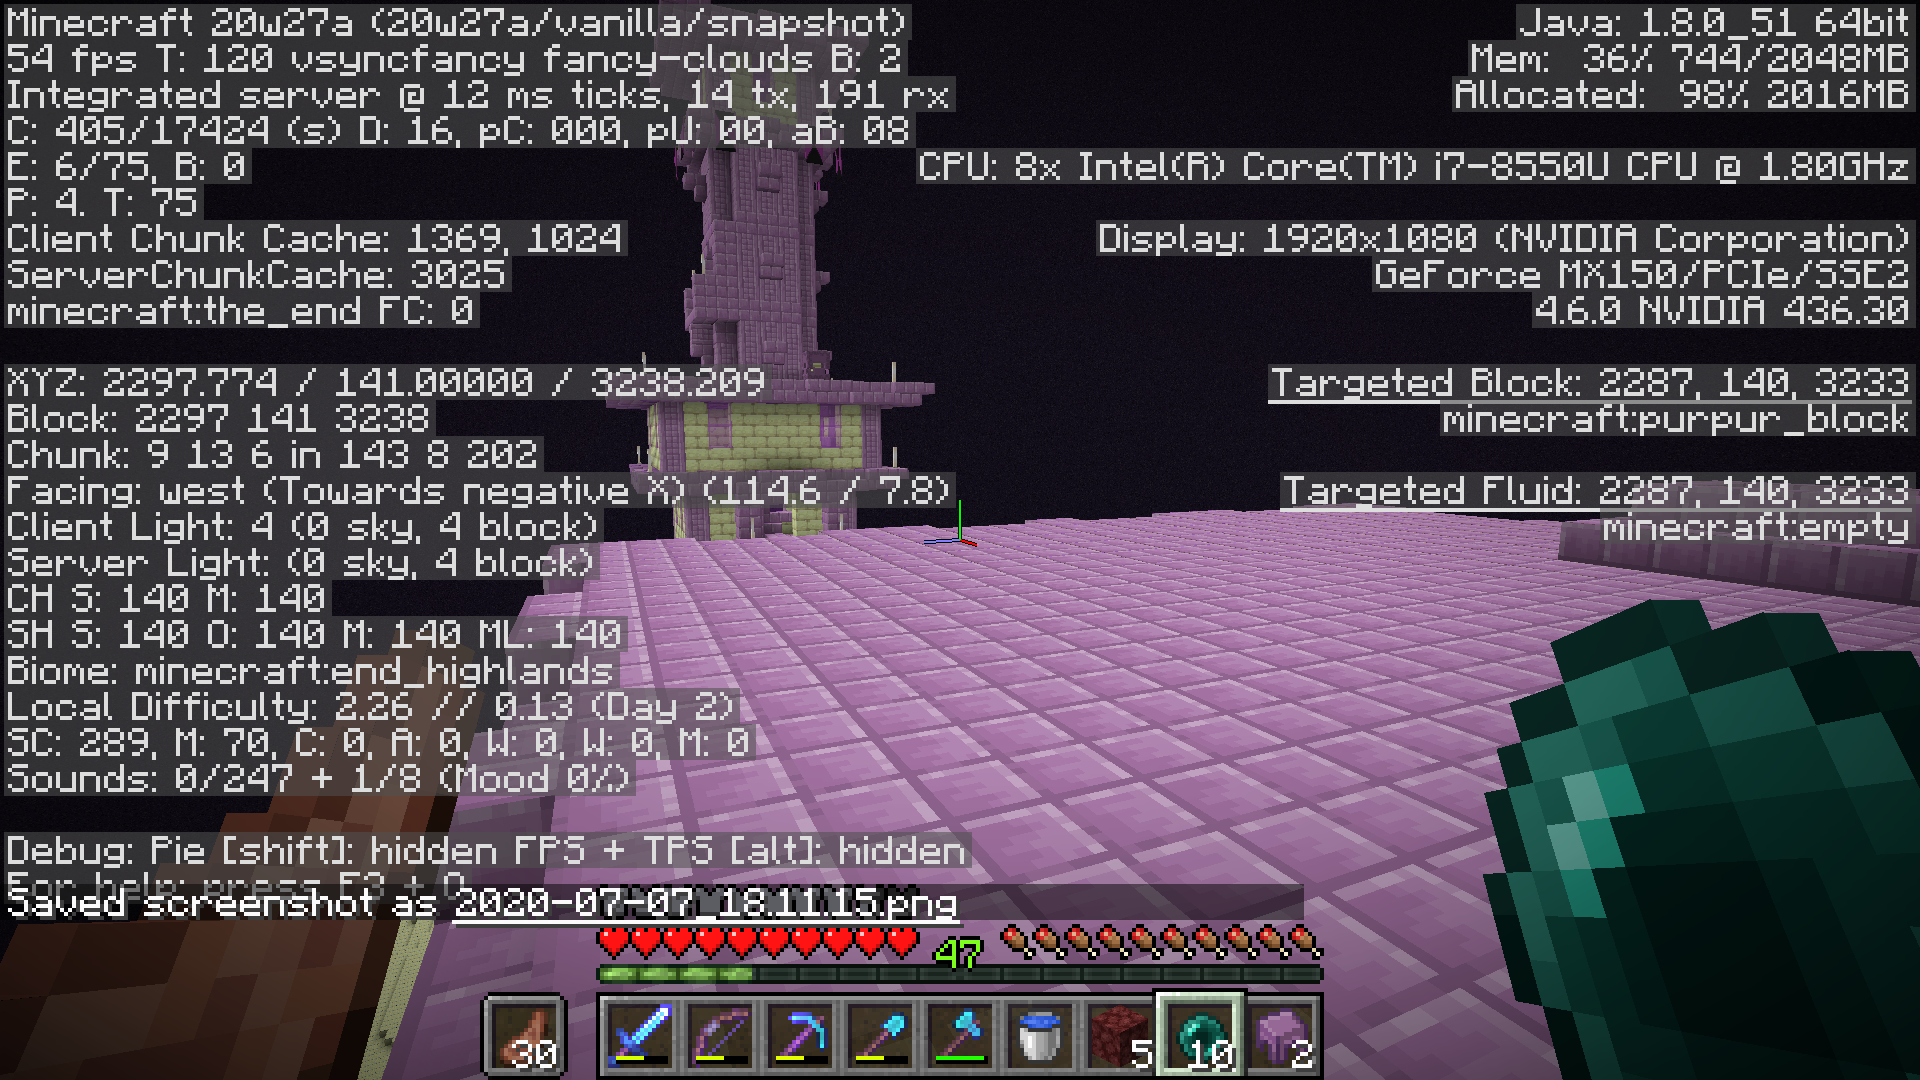 Minecraft 20w27a (20w27a/vanilla/snapshot)
54 fps T: 120 vsyncfancy fancy-clouds B: 2
Integrated server @ 12 ms ticks, 14 tx, 191 rx
C: 405/17424 (s) D: 16, pC: 000, pU: 00, aB: 08
E: 6/75, B: 0
P: 4. T: 75
Client Chunk Cache: 1369, 1024
ServerChunkCache: 3025
minecraft:the_end FC: 0
XYZ: 2297.774 / 141.00000 / 3238.209
Block: 2297 141 3238
Chunk: 9 13 6 in 143 8 202
Facing: west (Towards negative X) (114.6 / 7.8)
Client Light: 4 (0 sky, 4 block)
Server Light: (0 sky, 4 block)
CH S: 140 M: 140
SH S: 140 O: 140 M: 140 ML: 140
Biome: minecraft:end_highlands
Local Difficulty: 2.26 // 0.13 (Day 2)
SC: 289, M: 70, C: 0, A: 0, W: 0, W: 0, M: 0
Sounds: 0/247 + 1/8 (Mood 0%)
Debug: Pie [shift]: hidden FPS + TPS [alt]: hidden
For help: press F3 + Q
Saved screenshot as 2020-07-07_18.11.15.png
Java: 1.8.0_51 64bit
Mem: 36% 744/2048MB
Allocated: 98% 2016MB
CPU: 8x Intel(R) Core(TM) i7-8550U CPU @ 1.80GHz
Display: 1920x1080 (NVIDIA Corporation)
GeForce MX150/PCIe/SSE2
4.6.0 NVIDIA 436.30
Targeted Block: 2287, 140, 3233
minecraft:purpur_block
Targeted Fluid: 2287, 140, 3233
minecraft:empty
47
30
5
10
2